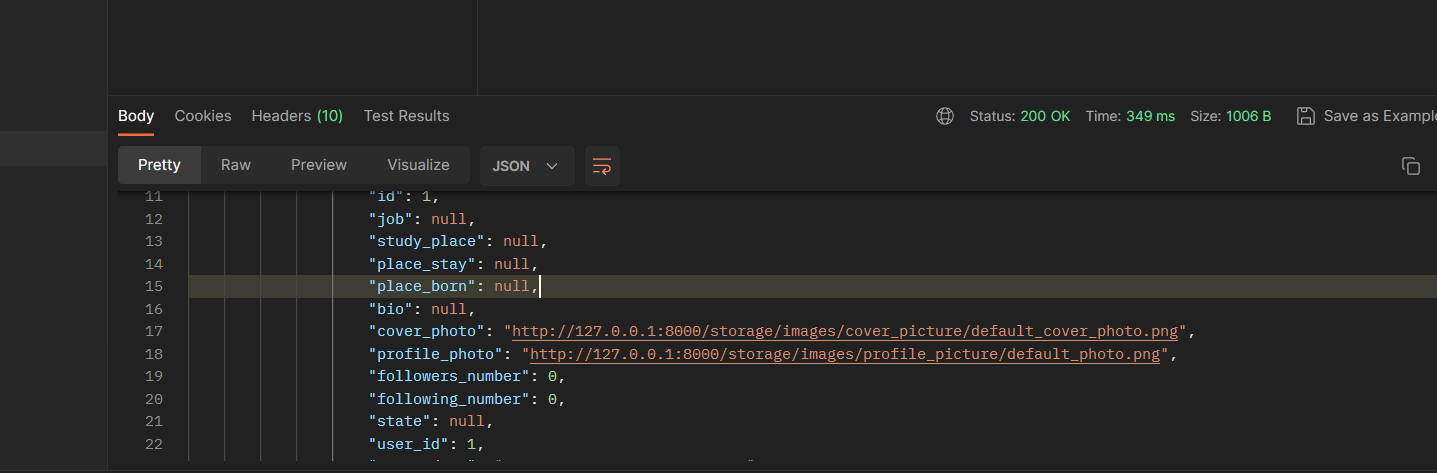 Body Cookies Headers (10) Test Results Status: 200 OK Time: 349 ms Size: 1006 B Save as Example
Pretty Raw Preview Visualize JSON
11 "id": 1,
12 "job": null,
13 "study_place": null,
14 "place_stay": null,
15 "place_born": null,
16 "bio": null,
17 "cover_photo": "http://127.0.0.1:8000/storage/images/cover_picture/default_cover_photo.png",
18 "profile_photo": "http://127.0.0.1:8000/storage/images/profile_picture/default_photo.png",
19 "followers_number": 0,
20 "following_number": 0,
21 "state": null,
22 "user_id": 1,